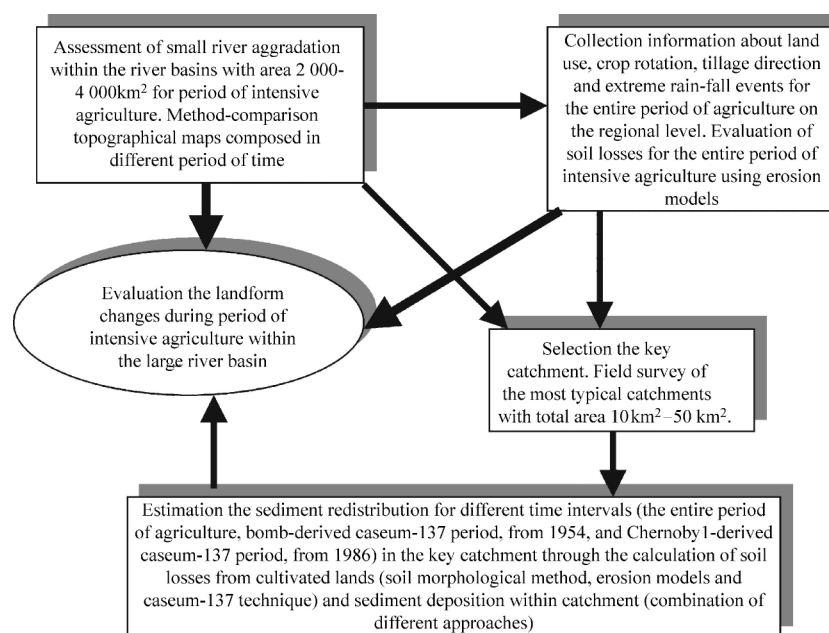 Assessment of small river aggradation
within the river basins with area 2 000-
4 000km² for period of intensive
agriculture. Method-comparison
topographical maps composed in
different period of time
Collection information about land
use, crop rotation, tillage direction
and extreme rain-fall events for
the entire period of agriculture on
the regional level. Evaluation of
soil losses for the entire period of
intensive agriculture using erosion
models
Evaluation the landform
changes during period of
intensive agriculture within
the large river basin
Selection the key
catchment. Field survey of
the most typical catchments
with total area 10km²–50 km².
Estimation the sediment redistribution for different time intervals (the entire period
of agriculture, bomb-derived caseum-137 period, from 1954, and Chernoby1-derived
caseum-137 period, from 1986) in the key catchment through the calculation of soil
losses from cultivated lands (soil morphological method, erosion models and
caseum-137 technique) and sediment deposition within catchment (combination of
different approaches)